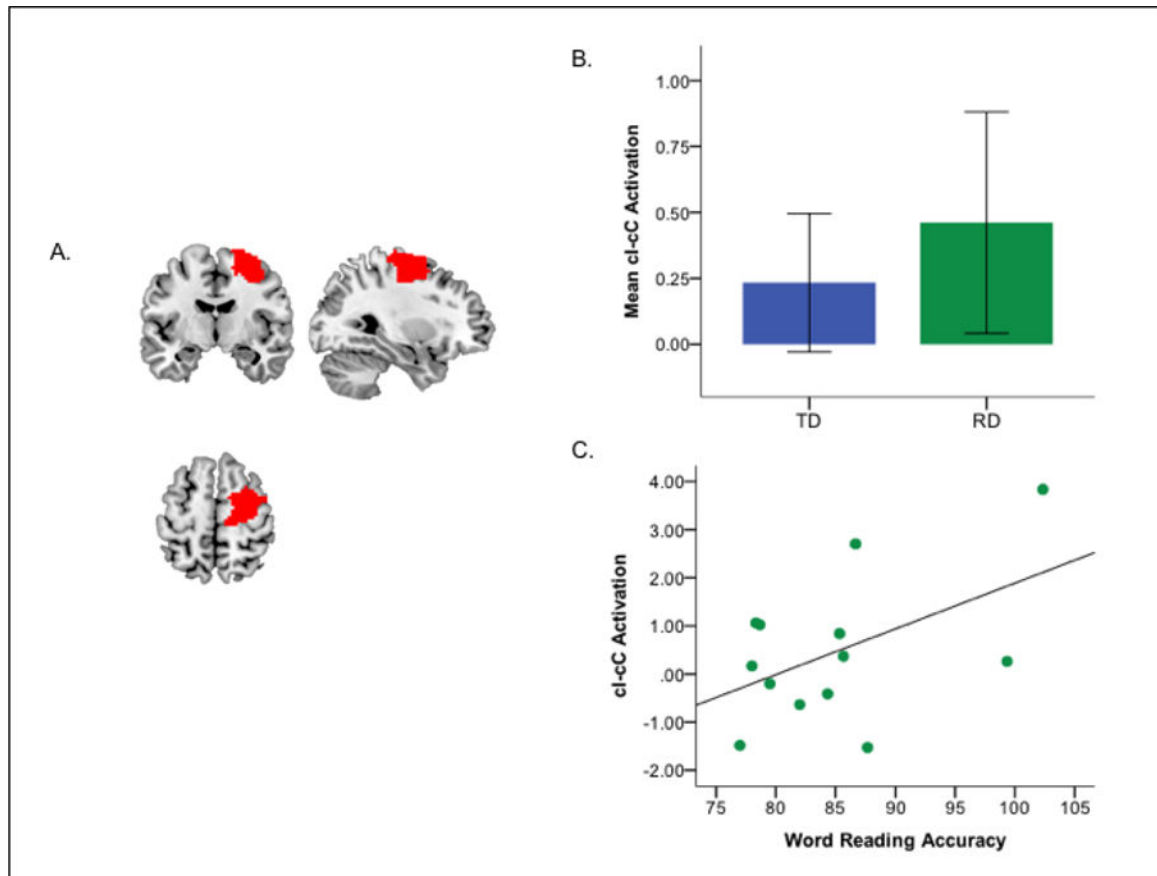 A.
B.
Mean cl-cC Activation
1.00
0.75
0.50
0.25
0.00
TD RD
C.
cl-cC Activation
4.00
3.00
2.00
1.00
.00
-1.00
-2.00
75 80 85 90 95 100 105
Word Reading Accuracy